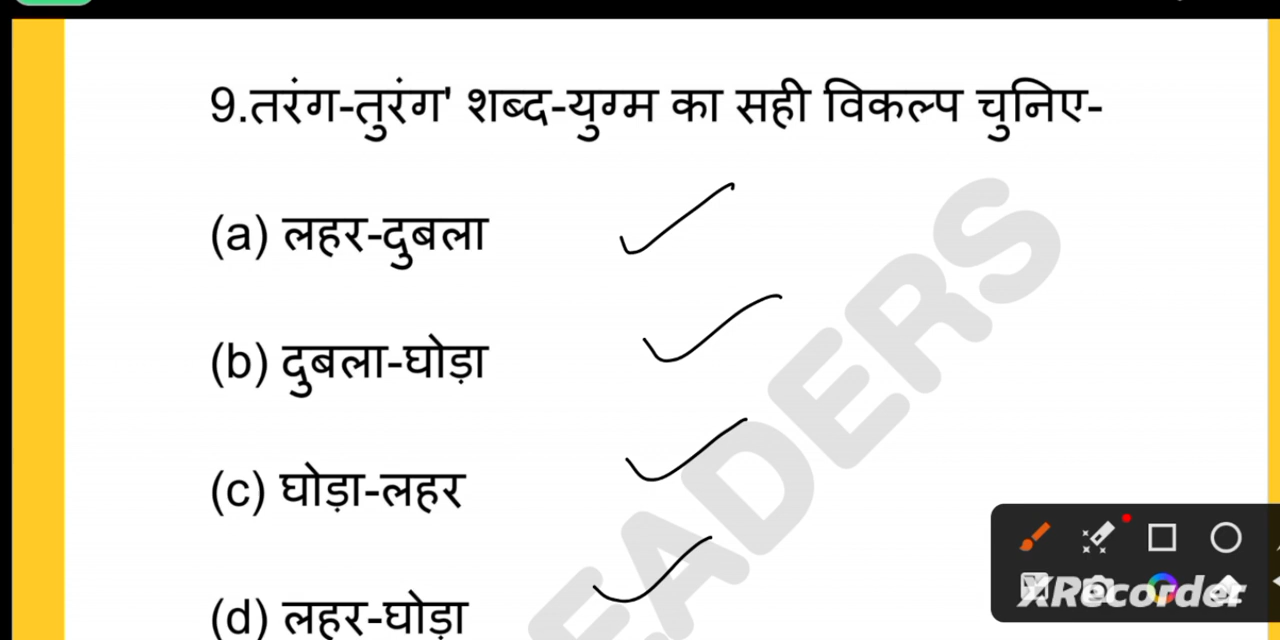 9.तरंग-तुरंग' शब्द-युग्म का सही विकल्प चुनिए-
(a) लहर-दुबला
(b) दुबला-घोड़ा
(c) घोड़ा-लहर
(d) लहर-घोड़ा
EADERS
XRecorder